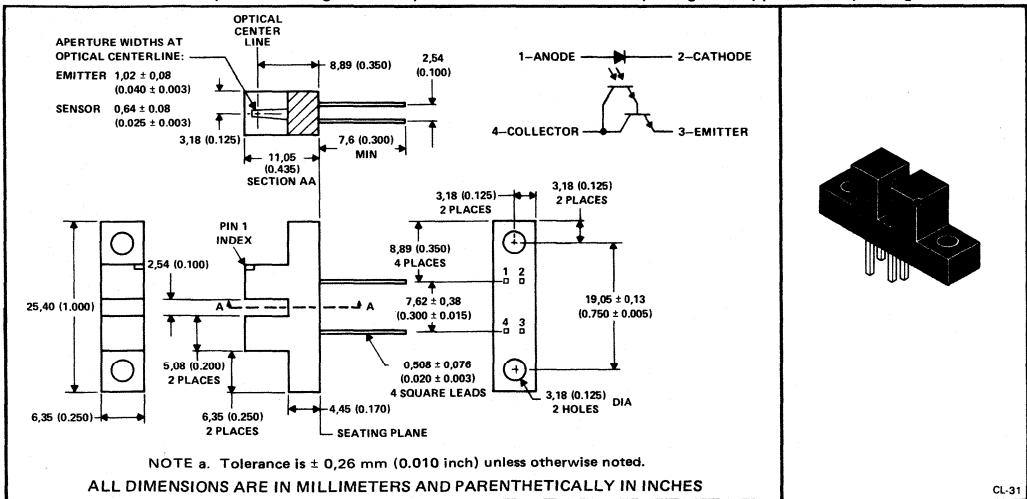 OPTICAL
CENTER
LINE
APERTURE WIDTHS AT
OPTICAL CENTERLINE:
EMITTER 1,02 ± 0,08
(0.040 ± 0.003)
SENSOR 0,64 ± 0.08
(0.025 ± 0.003)
8,89 (0.350)
2,54
(0.100)
3,18 (0.125)
7,6 (0.300)
MIN
11,05
(0.435)
SECTION AA
1–ANODE
2–CATHODE
4–COLLECTOR
3–EMITTER
PIN 1
INDEX
2,54 (0.100)
25,40 (1.000)
A
A
5,08 (0.200)
2 PLACES
6,35 (0.250)
6,35 (0.250)
2 PLACES
4,45 (0.170)
SEATING PLANE
3,18 (0.125)
2 PLACES
3,18 (0.125)
2 PLACES
8,89 (0.350)
4 PLACES
7,62 ± 0,38
(0.300 ± 0.015)
0,508 ± 0,076
(0.020 ± 0.003)
4 SQUARE LEADS
1 2
4 3
19,05 ± 0,13
(0.750 ± 0.005)
3,18 (0.125) DIA
2 HOLES
NOTE a. Tolerance is ± 0,26 mm (0.010 inch) unless otherwise noted.
ALL DIMENSIONS ARE IN MILLIMETERS AND PARENTHETICALLY IN INCHES
CL-31